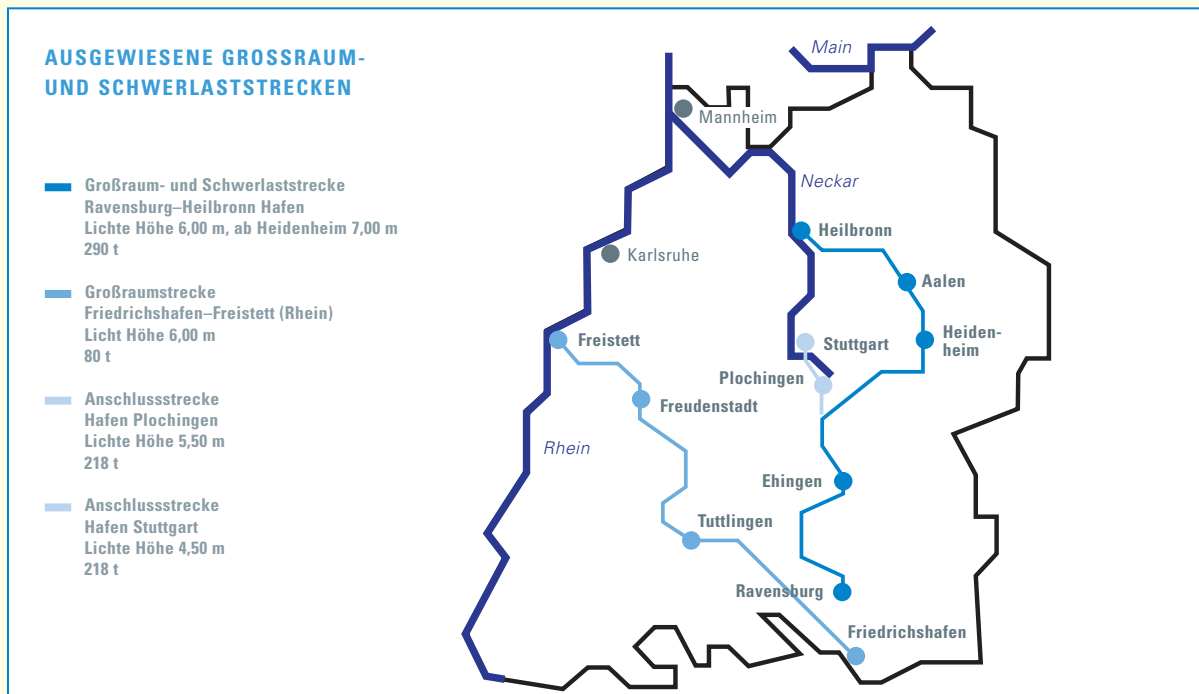 AUSGEWIESENE GROSSRAUM-
UND SCHWERLASTSTRECKEN
Großraum- und Schwerlaststrecke
Ravensburg–Heilbronn Hafen
Lichte Höhe 6,00 m, ab Heidenheim 7,00 m
290 t
Großraumstrecke
Friedrichshafen–Freistett (Rhein)
Licht Höhe 6,00 m
80 t
Anschlussstrecke
Hafen Plochingen
Lichte Höhe 5,50 m
218 t
Anschlussstrecke
Hafen Stuttgart
Lichte Höhe 4,50 m
218 t
Main
Mannheim
Neckar
Heilbronn
Karlsruhe
Aalen
Freistett
Stuttgart
Heiden-
heim
Plochingen
Freudenstadt
Rhein
Ehingen
Tuttlingen
Ravensburg
Friedrichshafen